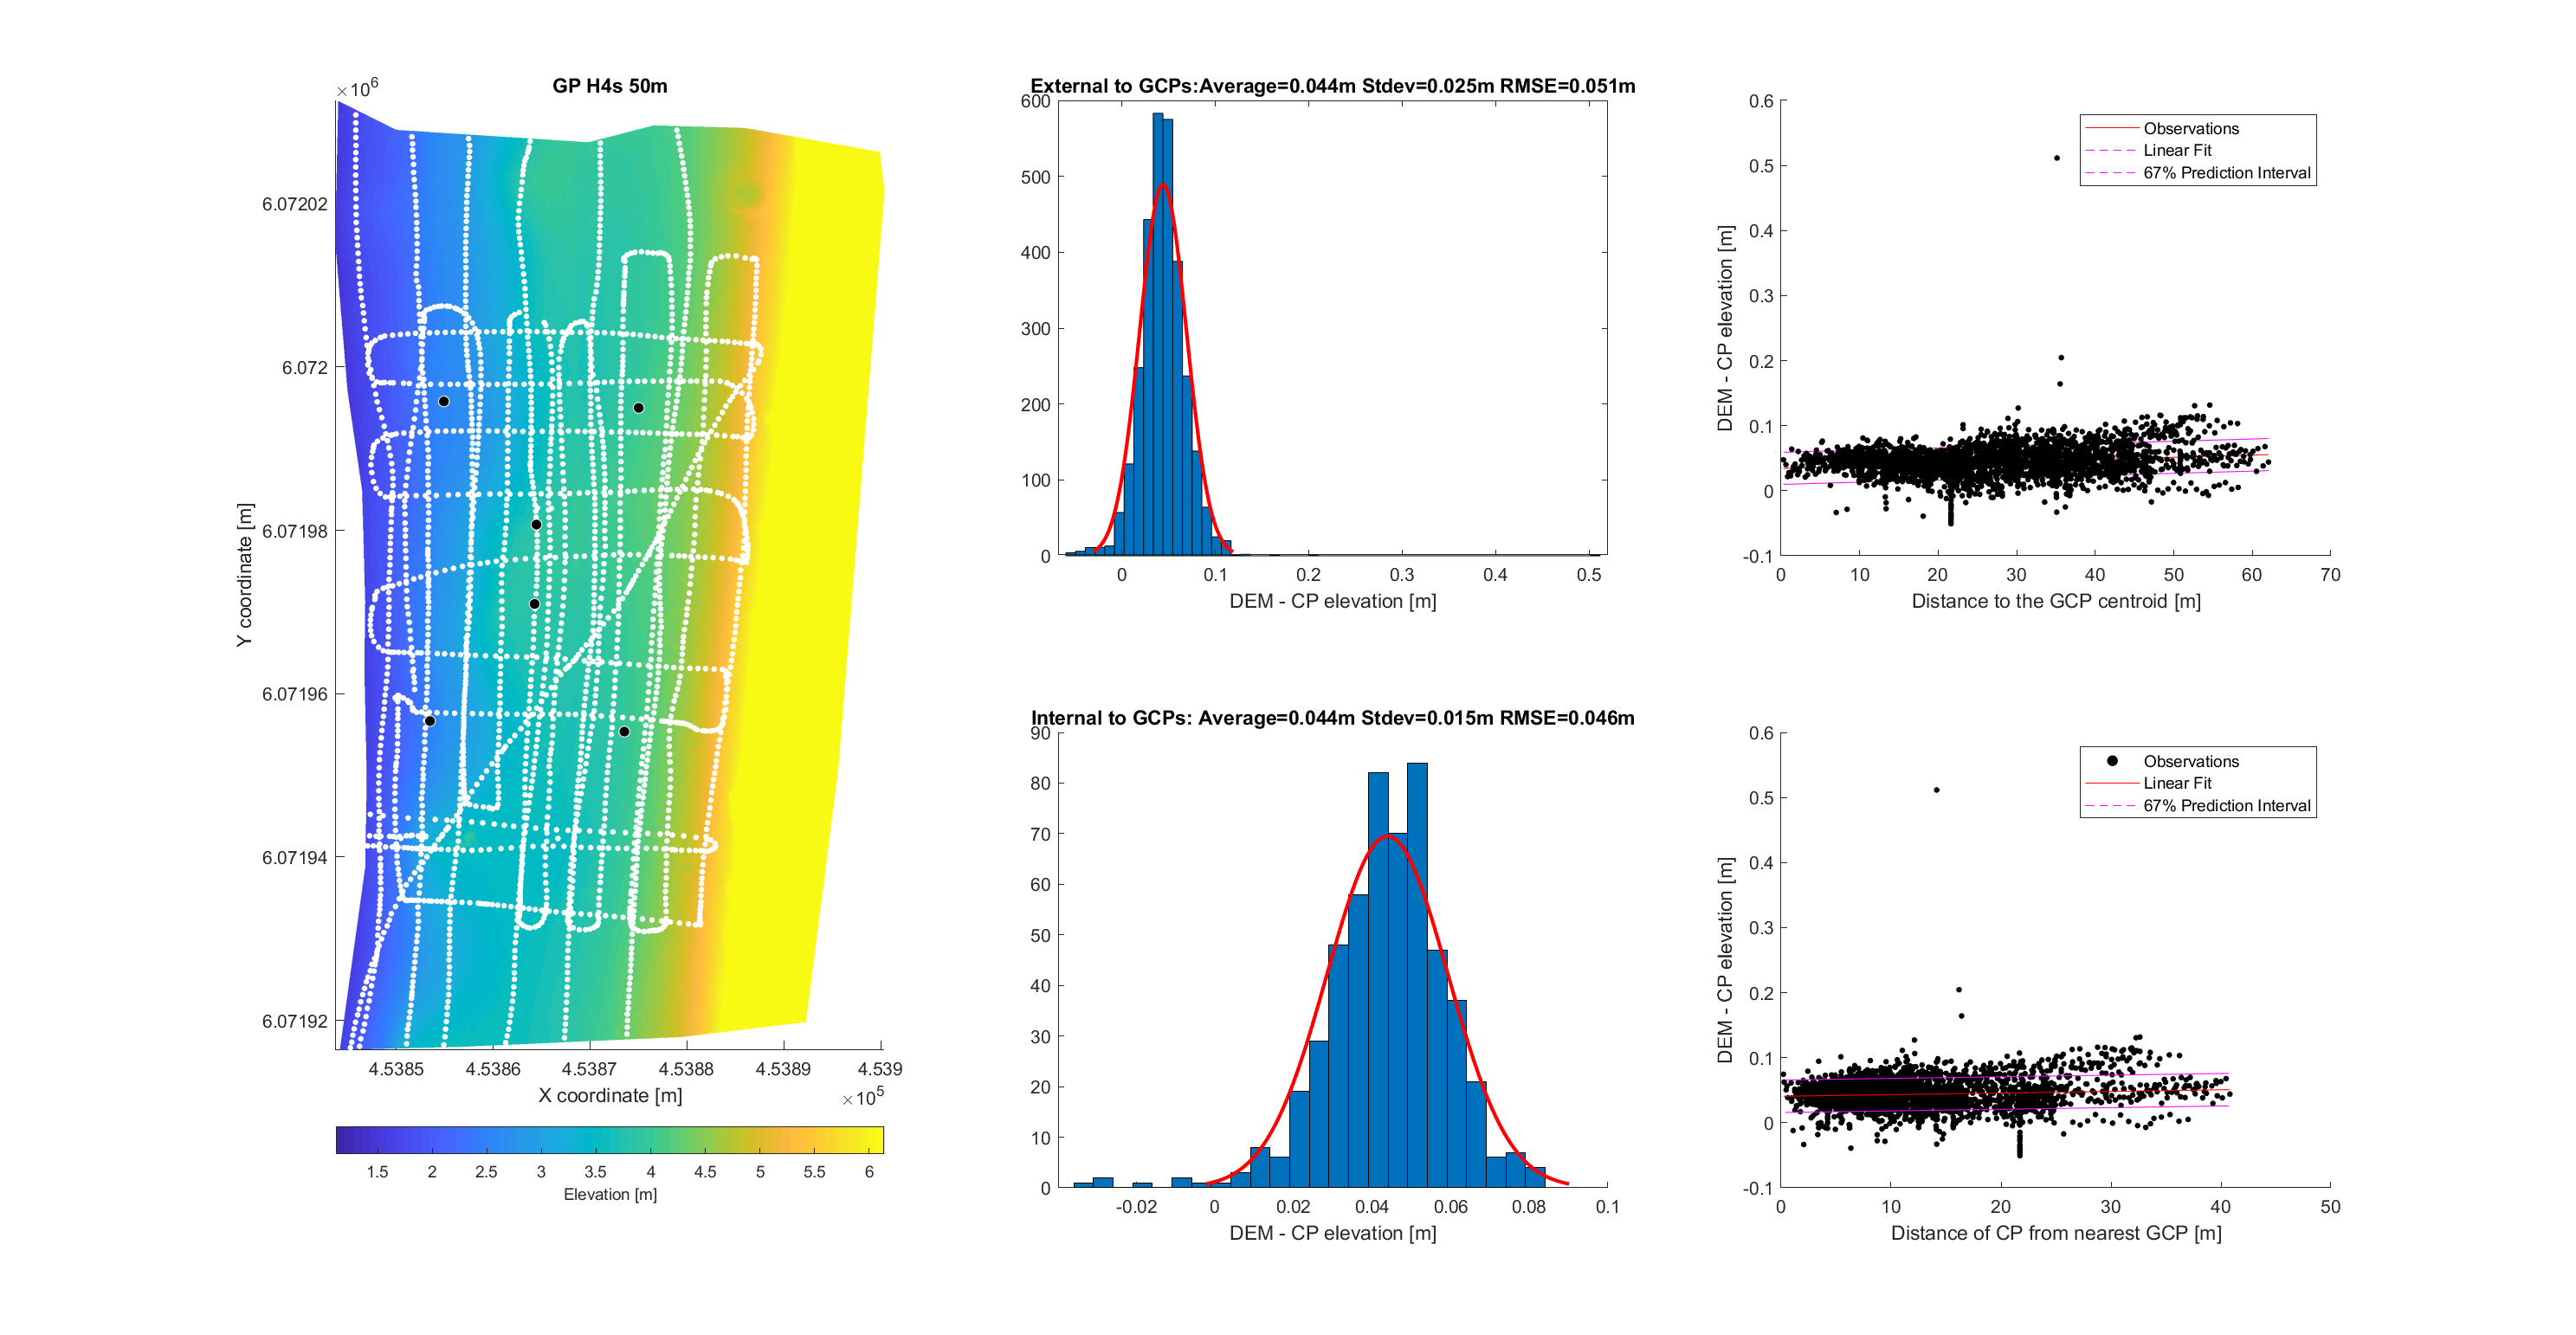 GP H4s 50m
×10⁶
6.07202
6.072
6.07198
6.07196
6.07194
6.07192
Y coordinate [m]
4.5385 4.5386 4.5387 4.5388 4.5389 4.539
X coordinate [m]
×10⁵
1.5 2 2.5 3 3.5 4 4.5 5 5.5 6
Elevation [m]
External to GCPs:Average=0.044m Stdev=0.025m RMSE=0.051m
600
500
400
300
200
100
0
0 0.1 0.2 0.3 0.4 0.5
DEM - CP elevation [m]
Internal to GCPs: Average=0.044m Stdev=0.015m RMSE=0.046m
90
80
70
60
50
40
30
20
10
0
-0.02 0 0.02 0.04 0.06 0.08 0.1
DEM - CP elevation [m]
0.6
0.5
0.4
0.3
0.2
0.1
0
-0.1
DEM - CP elevation [m]
Observations
Linear Fit
67% Prediction Interval
0 10 20 30 40 50 60 70
Distance to the GCP centroid [m]
0.6
0.5
0.4
0.3
0.2
0.1
0
-0.1
DEM - CP elevation [m]
Observations
Linear Fit
67% Prediction Interval
0 10 20 30 40 50
Distance of CP from nearest GCP [m]